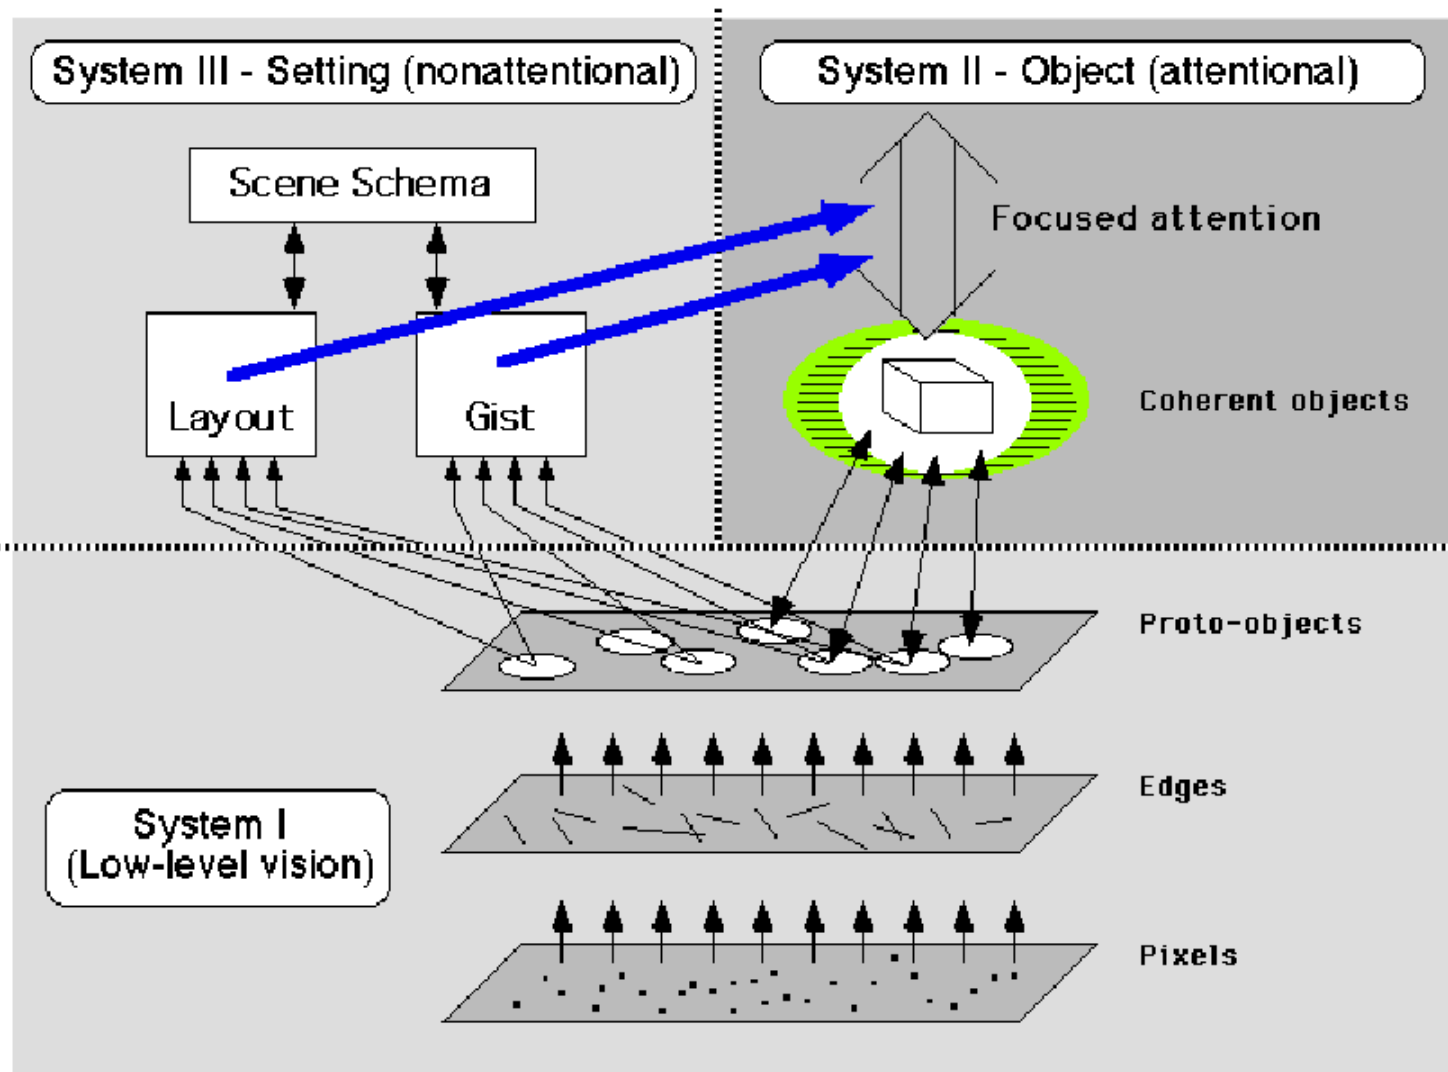 System III - Setting (nonattentional)
System II - Object (attentional)
Scene Schema
Focused attention
Layout
Gist
Coherent objects
Proto-objects
Edges
System I
(Low-level vision)
Pixels